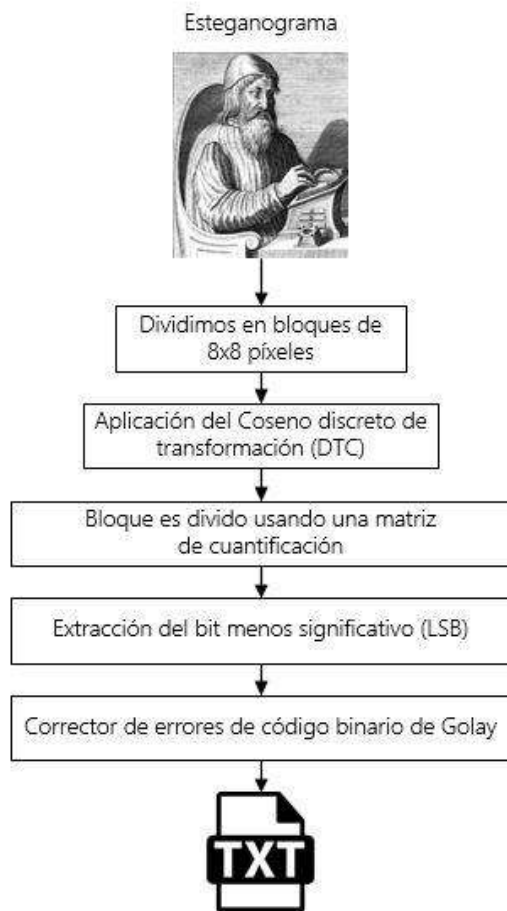 Esteganograma
Dividimos en bloques de
8x8 píxeles
Aplicación del Coseno discreto de
transformación (DTC)
Bloque es divido usando una matriz
de cuantificación
Extracción del bit menos significativo (LSB)
Corrector de errores de código binario de Golay
TXT